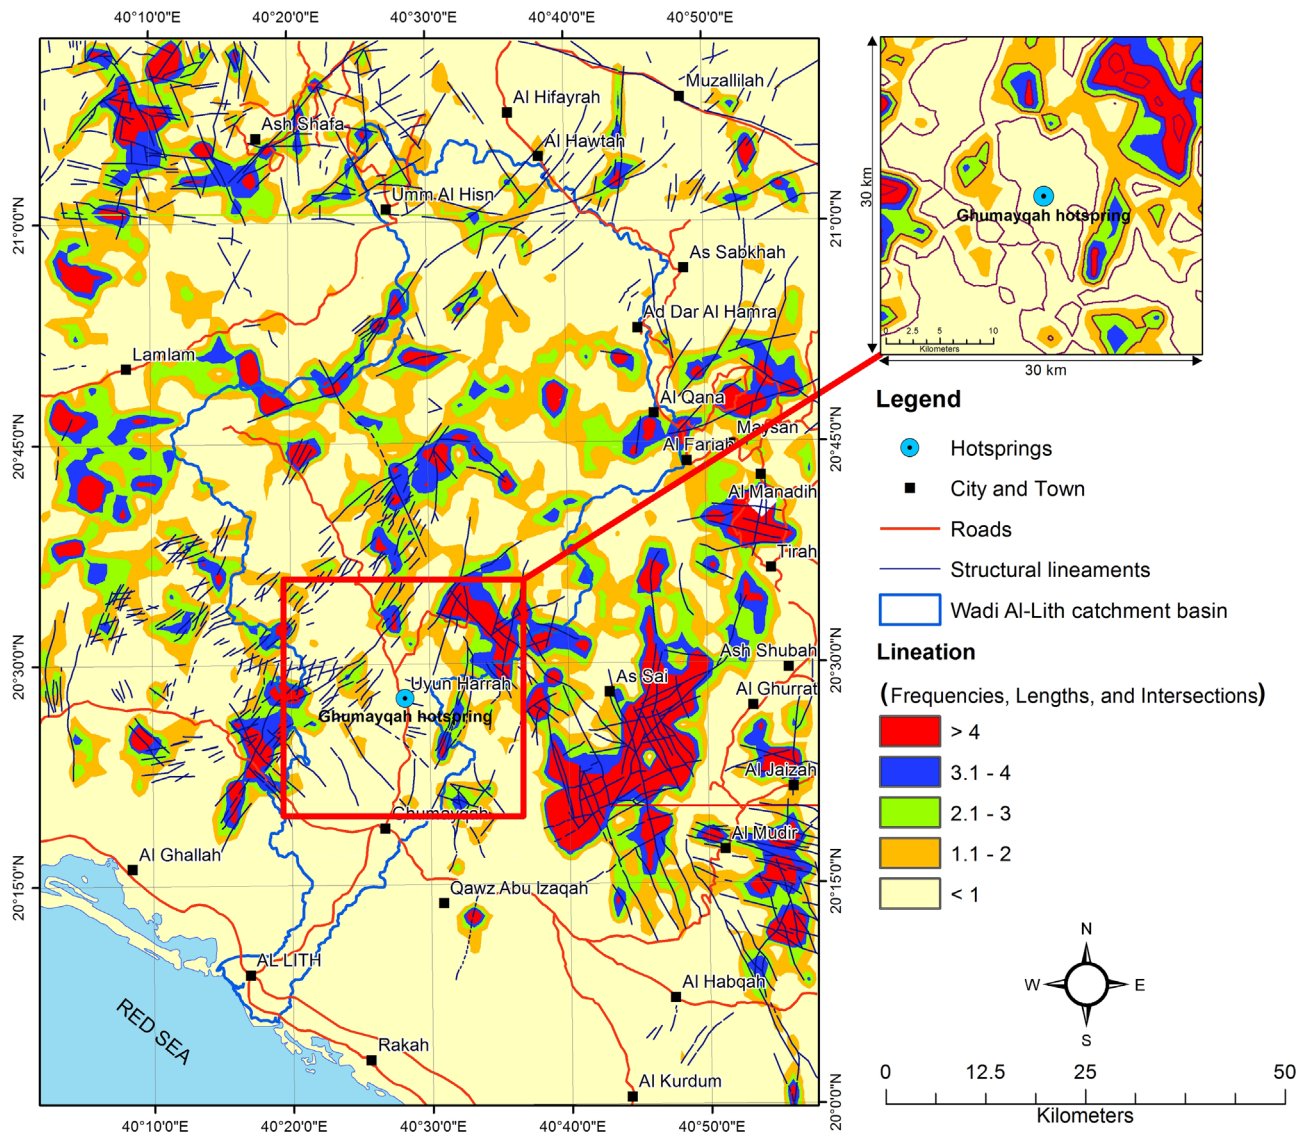 40°10'0"E 40°20'0"E 40°30'0"E 40°40'0"E 40°50'0"E
Muzallilah
Al Hifayrah
Ash Shafa
Al Hawtah
Umm Al Hisn
21°0'0"N
21°0'0"N
As Sabkhah
Ad Dar Al Hamra
Lamlam
Al Qana
Maysan
Al Fariah
20°45'0"N
20°45'0"N
Al Manadih
Tirah
Ash Shubah
20°30'0"N
20°30'0"N
As Sai
Uyun Harrah
Al Ghurrat
Ghumayqah hotspring
Al Jaizah
Ghumayqah
Al Mudir
Al Ghallah
20°15'0"N
20°15'0"N
Qawz Abu Izaqah
AL LITH
Al Habqah
RED SEA
Rakah
Al Kurdum
20°0'0"N
40°10'0"E 40°20'0"E 40°30'0"E 40°40'0"E 40°50'0"E
30 km
Ghumayqah hotspring
0 2.5 5 10
Kilometers
30 km
Legend
Hotsprings
City and Town
Roads
Structural lineaments
Wadi Al-Lith catchment basin
Lineation
(Frequencies, Lengths, and Intersections)
> 4
3.1 - 4
2.1 - 3
1.1 - 2
< 1
N
W E
S
0 12.5 25 50
Kilometers